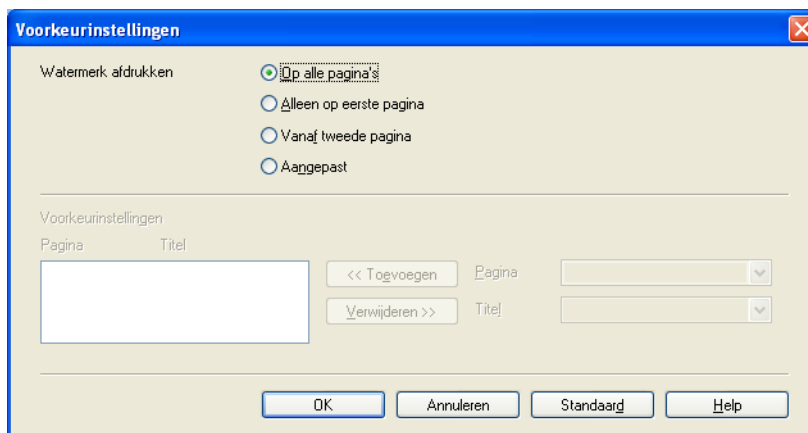 Voorkeurinstellingen
Watermerk afdrukken
Op alle pagina's
Alleen op eerste pagina
Vanaf tweede pagina
Aangepast
Voorkeurinstellingen
Pagina Titel
<< Toevoegen Pagina
Verwijderen >> Titel
OK Annuleren Standaard Help